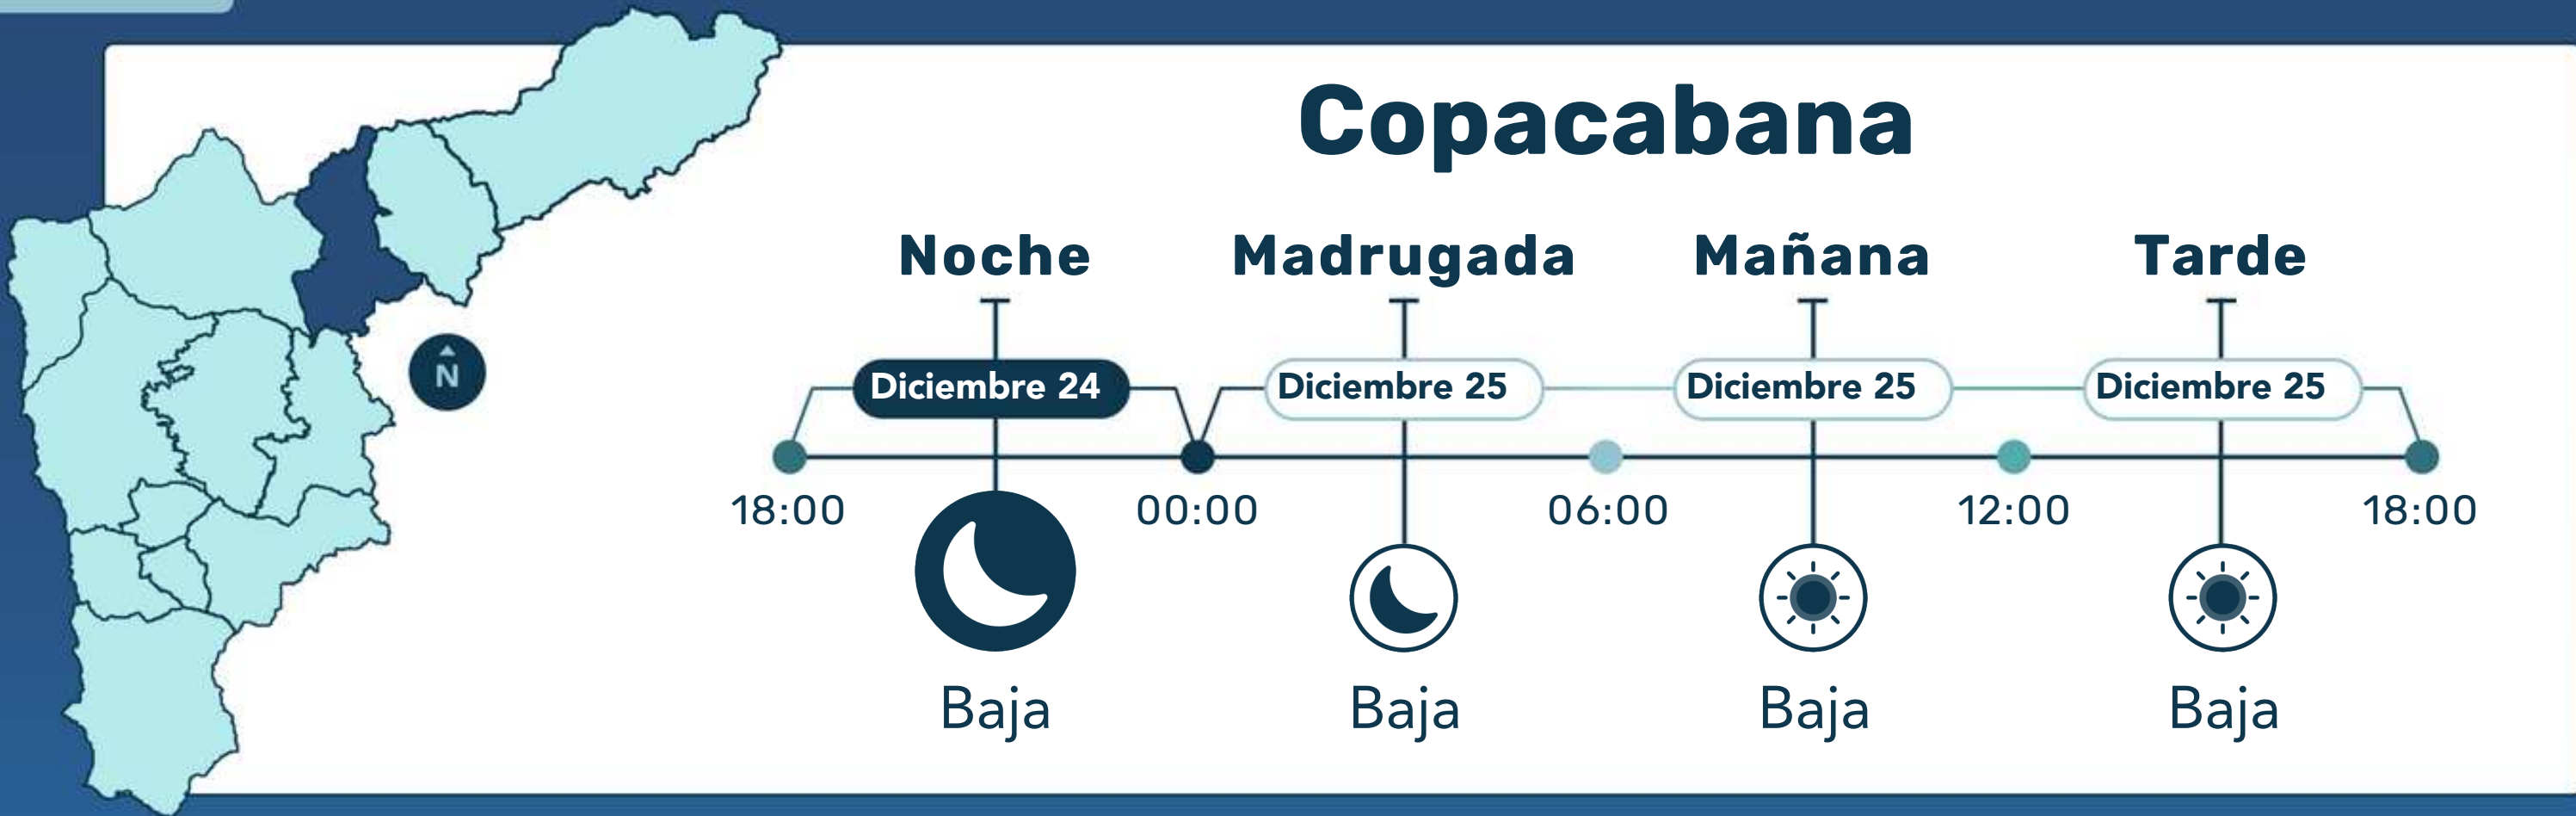 Copacabana
Noche
Madrugada
Mañana
Tarde
Diciembre 24
Diciembre 25
Diciembre 25
Diciembre 25
N
18:00
00:00
06:00
12:00
18:00
Baja
Baja
Baja
Baja